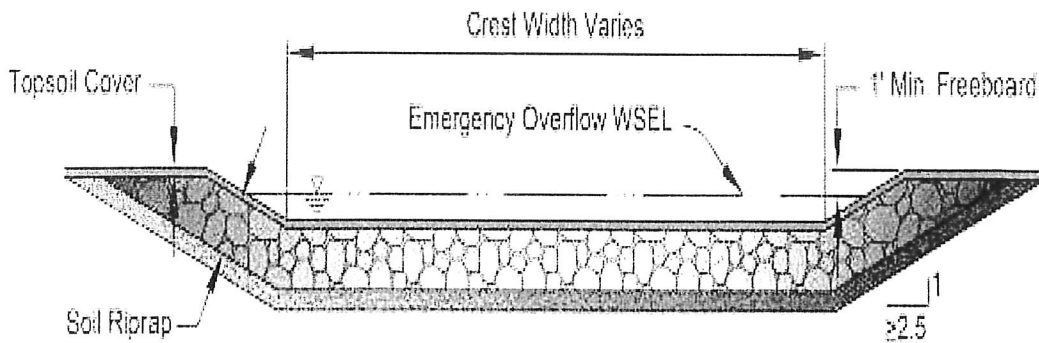 Crest Width Varies
Topsoil Cover
1' Min. Freeboard
Emergency Overflow WSEL
Soil Riprap
1
≥2.5